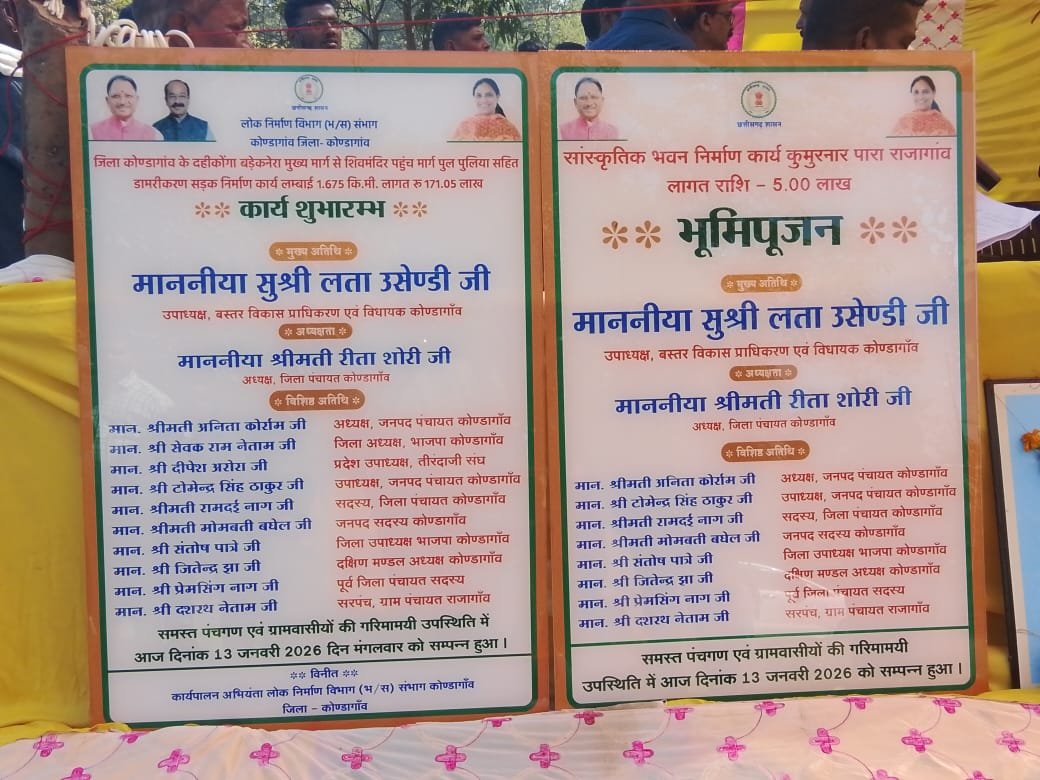 छत्तीसगढ़ शासन
लोक निर्माण विभाग (भ/स) संभाग
कोण्डागांव जिला- कोण्डागांव
जिला कोण्डागांव के दहीकोंगा बड़ेकनेरा मुख्य मार्ग से शिवमंदिर पहुंच मार्ग पुल पुलिया सहित
डामरीकरण सड़क निर्माण कार्य लम्बाई 1.675 कि.मी. लागत रु 171.05 लाख
कार्य शुभारम्भ
मुख्य अतिथि
माननीया सुश्री लता उसेण्डी जी
उपाध्यक्ष, बस्तर विकास प्राधिकरण एवं विधायक कोण्डागाँव
अध्यक्षता
माननीया श्रीमती रीता शोरी जी
अध्यक्ष, जिला पंचायत कोण्डागाँव
विशिष्ट अतिथि
मान. श्रीमती अनिता कोर्राम जी अध्यक्ष, जनपद पंचायत कोण्डागाँव
मान. श्री सेवक राम नेताम जी जिला अध्यक्ष, भाजपा कोण्डागाँव
मान. श्री दीपेश अरोरा जी प्रदेश उपाध्यक्ष, तीरंदाजी संघ
मान. श्री टोमेन्द्र सिंह ठाकुर जी उपाध्यक्ष, जनपद पंचायत कोण्डागाँव
मान. श्रीमती रामदई नाग जी सदस्य, जिला पंचायत कोण्डागाँव
मान. श्रीमती मोमबती बघेल जी जनपद सदस्य कोण्डागाँव
मान. श्री संतोष पात्रे जी जिला उपाध्यक्ष भाजपा कोण्डागाँव
मान. श्री जितेन्द्र झा जी दक्षिण मण्डल अध्यक्ष कोण्डागाँव
मान. श्री प्रेमसिंग नाग जी पूर्व जिला पंचायत सदस्य
मान. श्री दशरथ नेताम जी सरपंच, ग्राम पंचायत राजागाँव
समस्त पंचगण एवं ग्रामवासीयों की गरिमामयी उपस्थिति में
आज दिनांक 13 जनवरी 2026 दिन मंगलवार को सम्पन्न हुआ।
विनीत
कार्यपालन अभियंता लोक निर्माण विभाग (भ/स) संभाग कोण्डागाँव
जिला - कोण्डागाँव
छत्तीसगढ़ शासन
सांस्कृतिक भवन निर्माण कार्य कुमुरनार पारा राजागांव
लागत राशि - 5.00 लाख
भूमिपूजन
मुख्य अतिथि
माननीया सुश्री लता उसेण्डी जी
उपाध्यक्ष, बस्तर विकास प्राधिकरण एवं विधायक कोण्डागाँव
अध्यक्षता
माननीया श्रीमती रीता शोरी जी
अध्यक्ष, जिला पंचायत कोण्डागाँव
विशिष्ट अतिथि
मान. श्रीमती अनिता कोर्राम जी अध्यक्ष, जनपद पंचायत कोण्डागाँव
मान. श्री टोमेन्द्र सिंह ठाकुर जी उपाध्यक्ष, जनपद पंचायत कोण्डागाँव
मान. श्रीमती रामदई नाग जी सदस्य, जिला पंचायत कोण्डागाँव
मान. श्रीमती मोमबती बघेल जी जनपद सदस्य कोण्डागाँव
मान. श्री संतोष पात्रे जी जिला उपाध्यक्ष भाजपा कोण्डागाँव
मान. श्री जितेन्द्र झा जी दक्षिण मण्डल अध्यक्ष कोण्डागाँव
मान. श्री प्रेमसिंग नाग जी पूर्व जिला पंचायत सदस्य
मान. श्री दशरथ नेताम जी सरपंच, ग्राम पंचायत राजागाँव
समस्त पंचगण एवं ग्रामवासीयों की गरिमामयी
उपस्थिति में आज दिनांक 13 जनवरी 2026 को सम्पन्न हुआ।